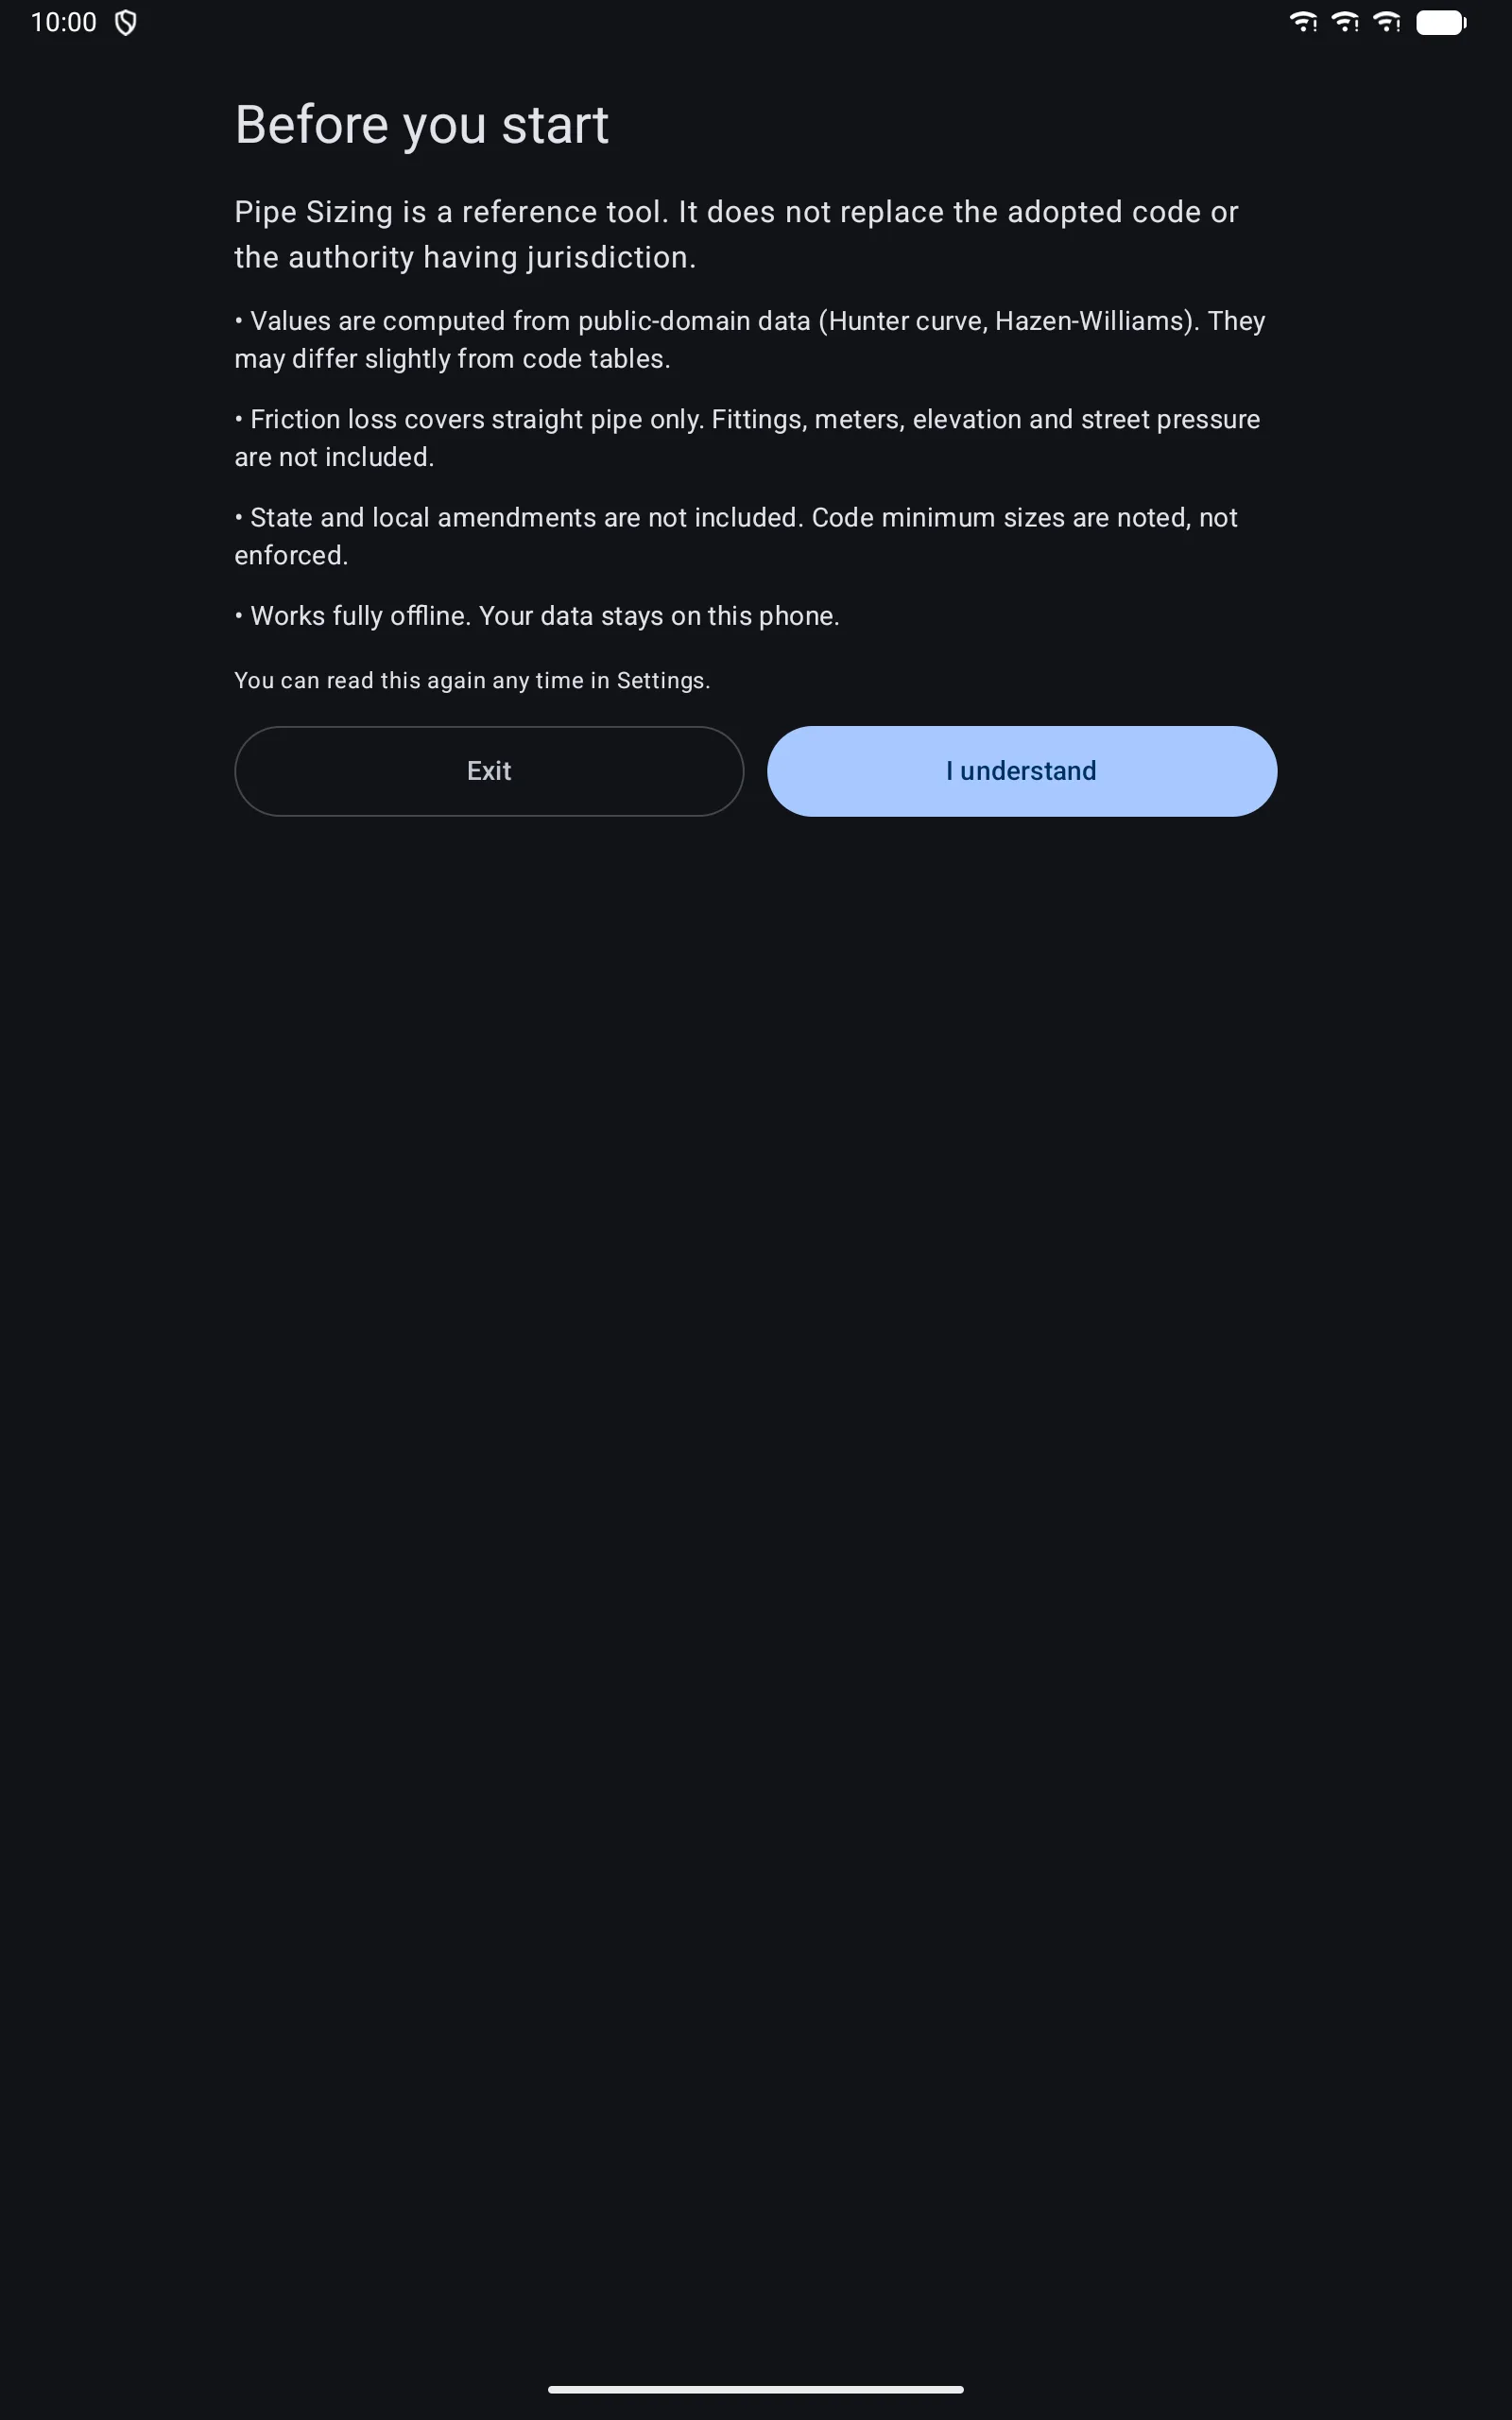 10:00
Before you start
Pipe Sizing is a reference tool. It does not replace the adopted code or
the authority having jurisdiction.
• Values are computed from public-domain data (Hunter curve, Hazen-Williams). They
may differ slightly from code tables.
• Friction loss covers straight pipe only. Fittings, meters, elevation and street pressure
are not included.
• State and local amendments are not included. Code minimum sizes are noted, not
enforced.
• Works fully offline. Your data stays on this phone.
You can read this again any time in Settings.
Exit
I understand